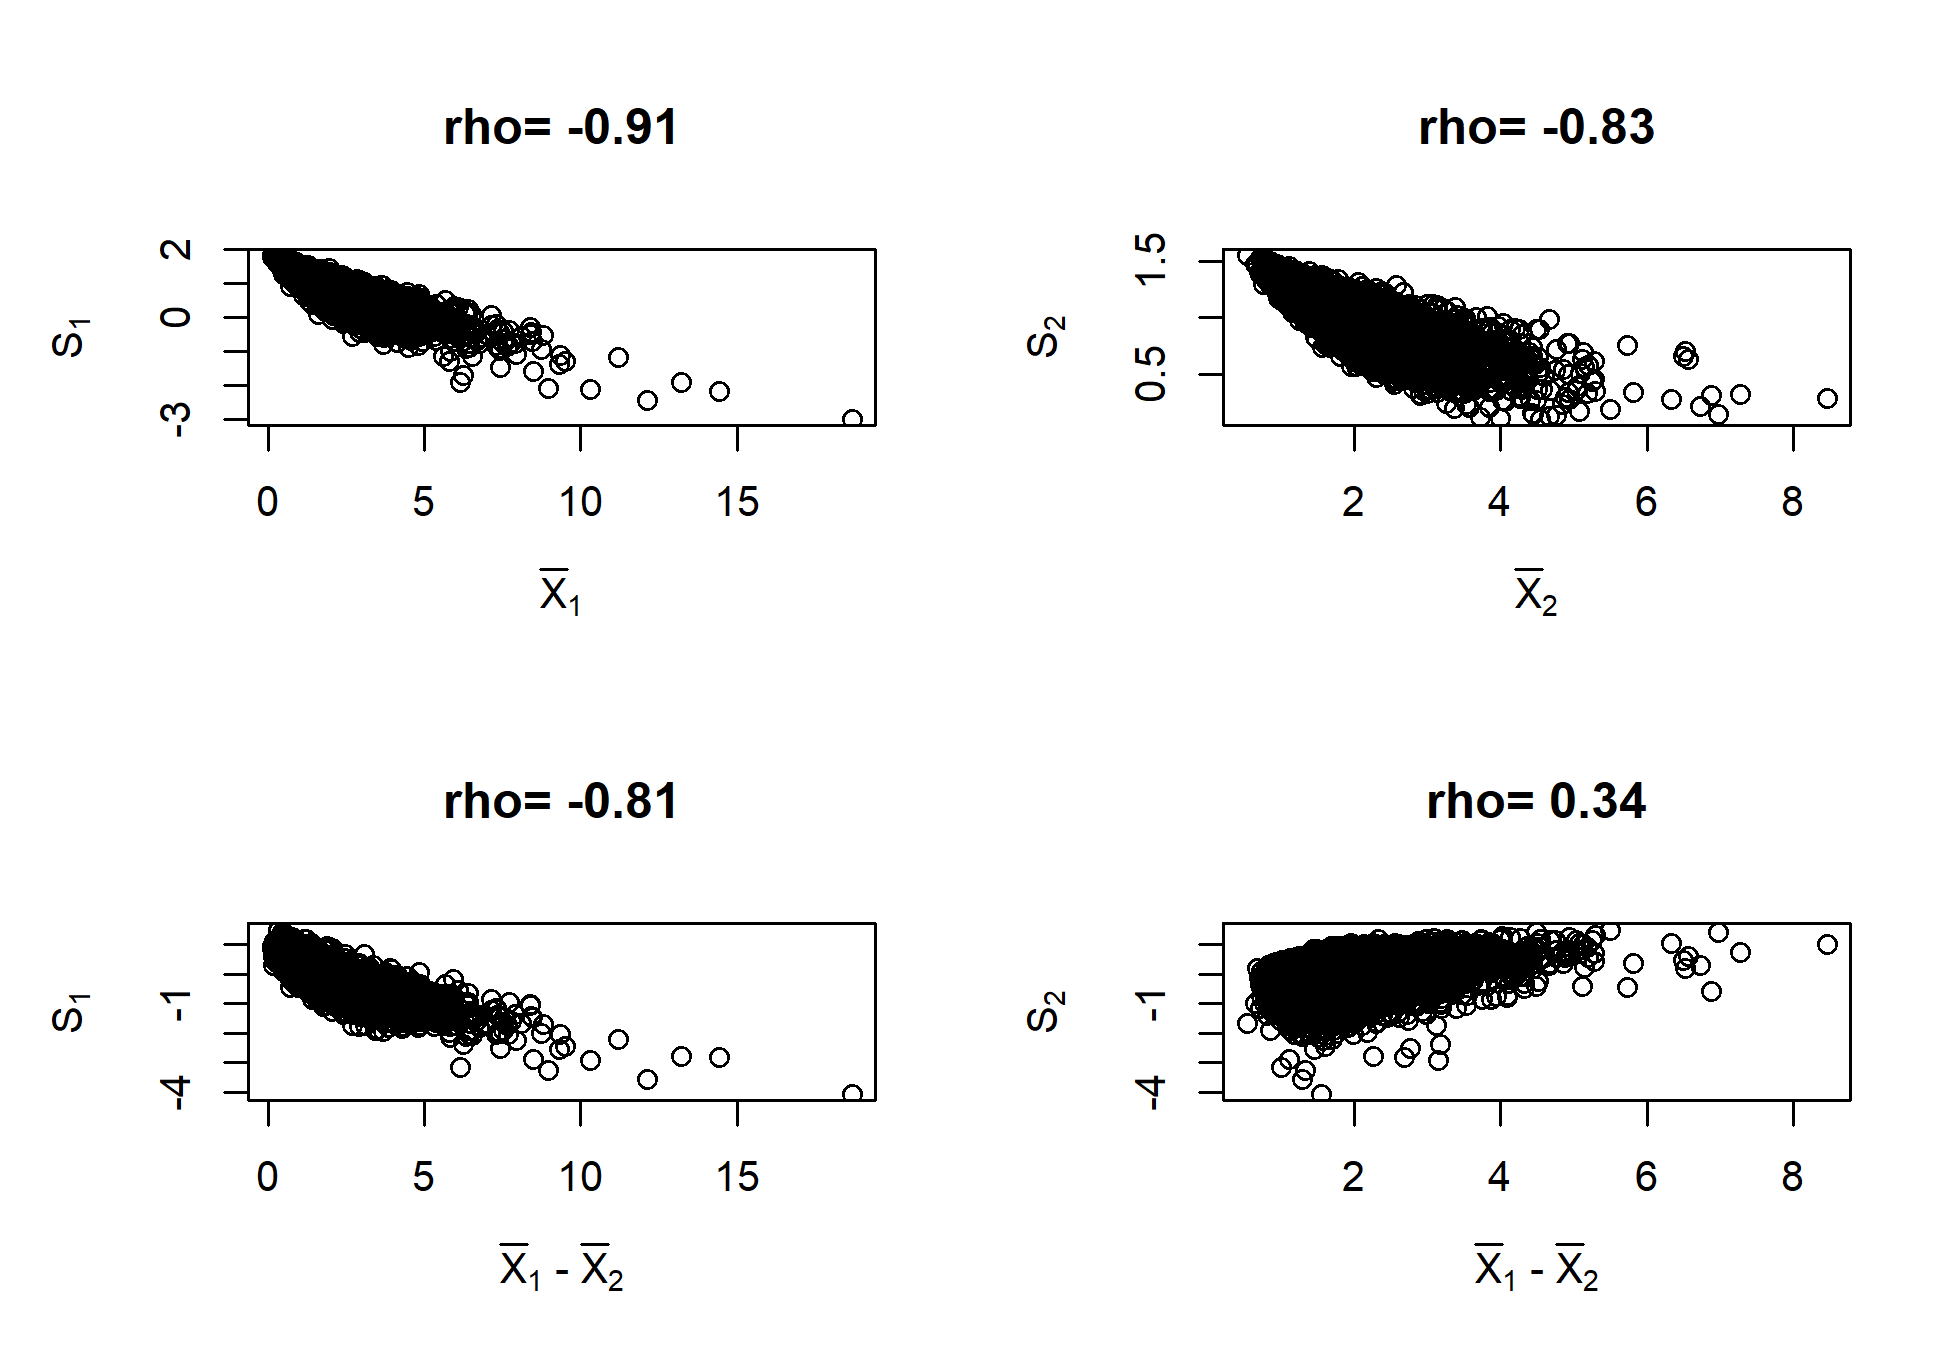 rho= -0.91
S1
2
0
-3
0 5 10 15
X̅1
rho= -0.83
S2
1.5
0.5
2 4 6 8
X̅2
rho= -0.81
S1
-1
-4
0 5 10 15
X̅1 - X̅2
rho= 0.34
S2
-1
-4
2 4 6 8
X̅1 - X̅2